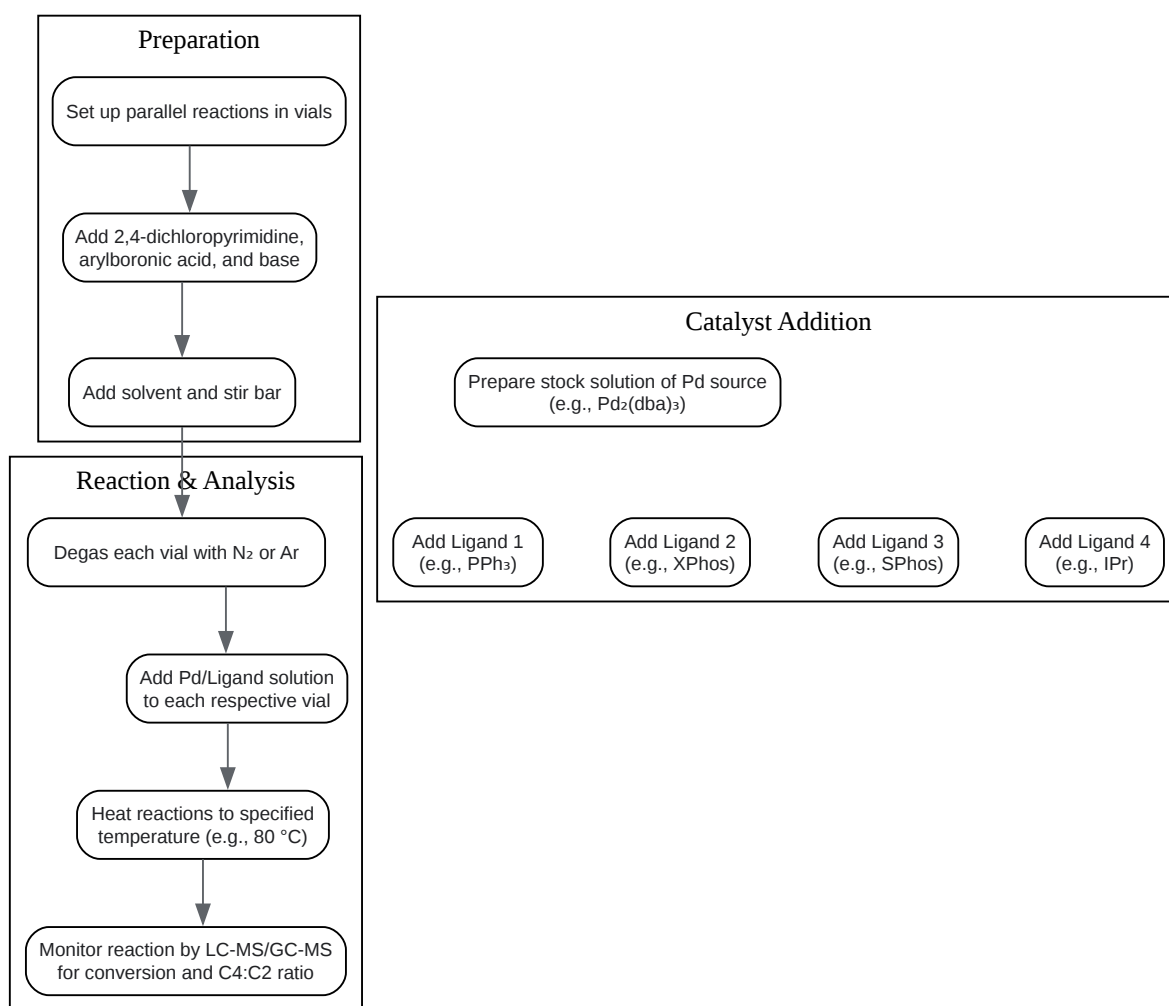 Preparation
Set up parallel reactions in vials
Add 2,4-dichloropyrimidine,
arylboronic acid, and base
Add solvent and stir bar
Catalyst Addition
Prepare stock solution of Pd source
(e.g., Pd₂(dba)₃)
Add Ligand 1
(e.g., PPh₃)
Add Ligand 2
(e.g., XPhos)
Add Ligand 3
(e.g., SPhos)
Add Ligand 4
(e.g., IPr)
Reaction & Analysis
Degas each vial with N₂ or Ar
Add Pd/Ligand solution
to each respective vial
Heat reactions to specified
temperature (e.g., 80 °C)
Monitor reaction by LC-MS/GC-MS
for conversion and C4:C2 ratio